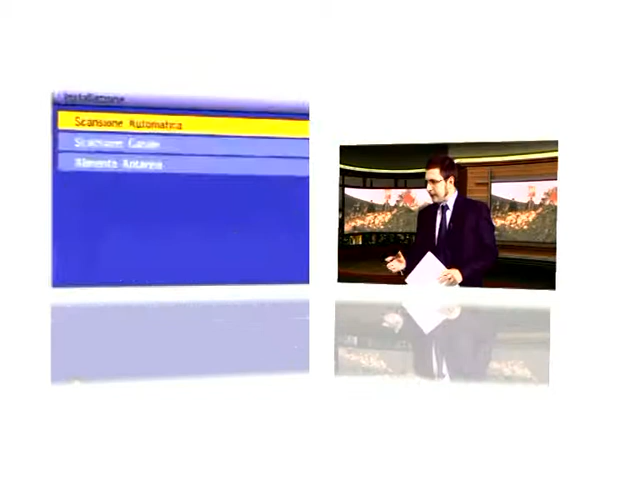 Installazione
Scansione Automatica
Scansione Canale
Alimenta Antenna